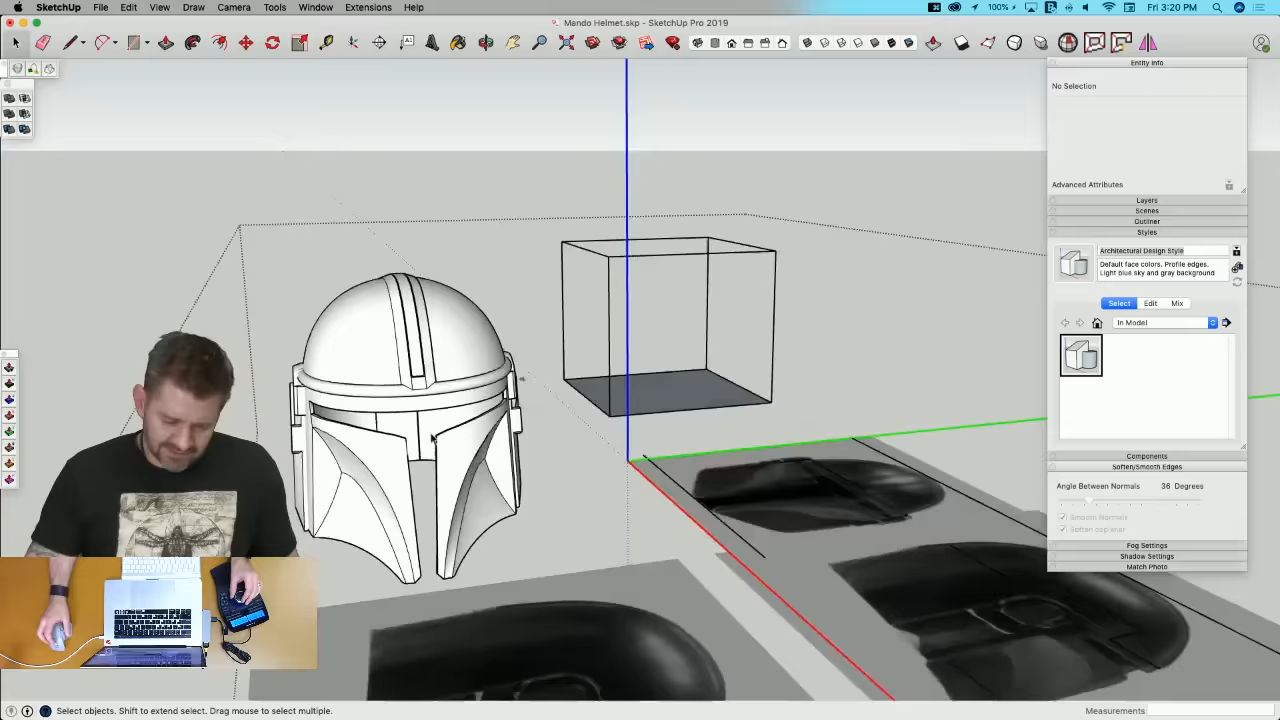 SketchUp File Edit View Draw Camera Tools Window Extensions Help
100% Fri 3:20 PM
Mando Helmet.skp - SketchUp Pro 2019
Entity Info
No Selection
Advanced Attributes
Layers
Scenes
Outliner
Styles
Architectural Design Style
Default face colors. Profile edges.
Light blue sky and gray background
Select Edit Mix
In Model
Components
Soften/Smooth Edges
Angle Between Normals 36 Degrees
Smooth Normals
Soften coplanar
Fog Settings
Shadow Settings
Match Photo
Select objects. Shift to extend select. Drag mouse to select multiple.
Measurements